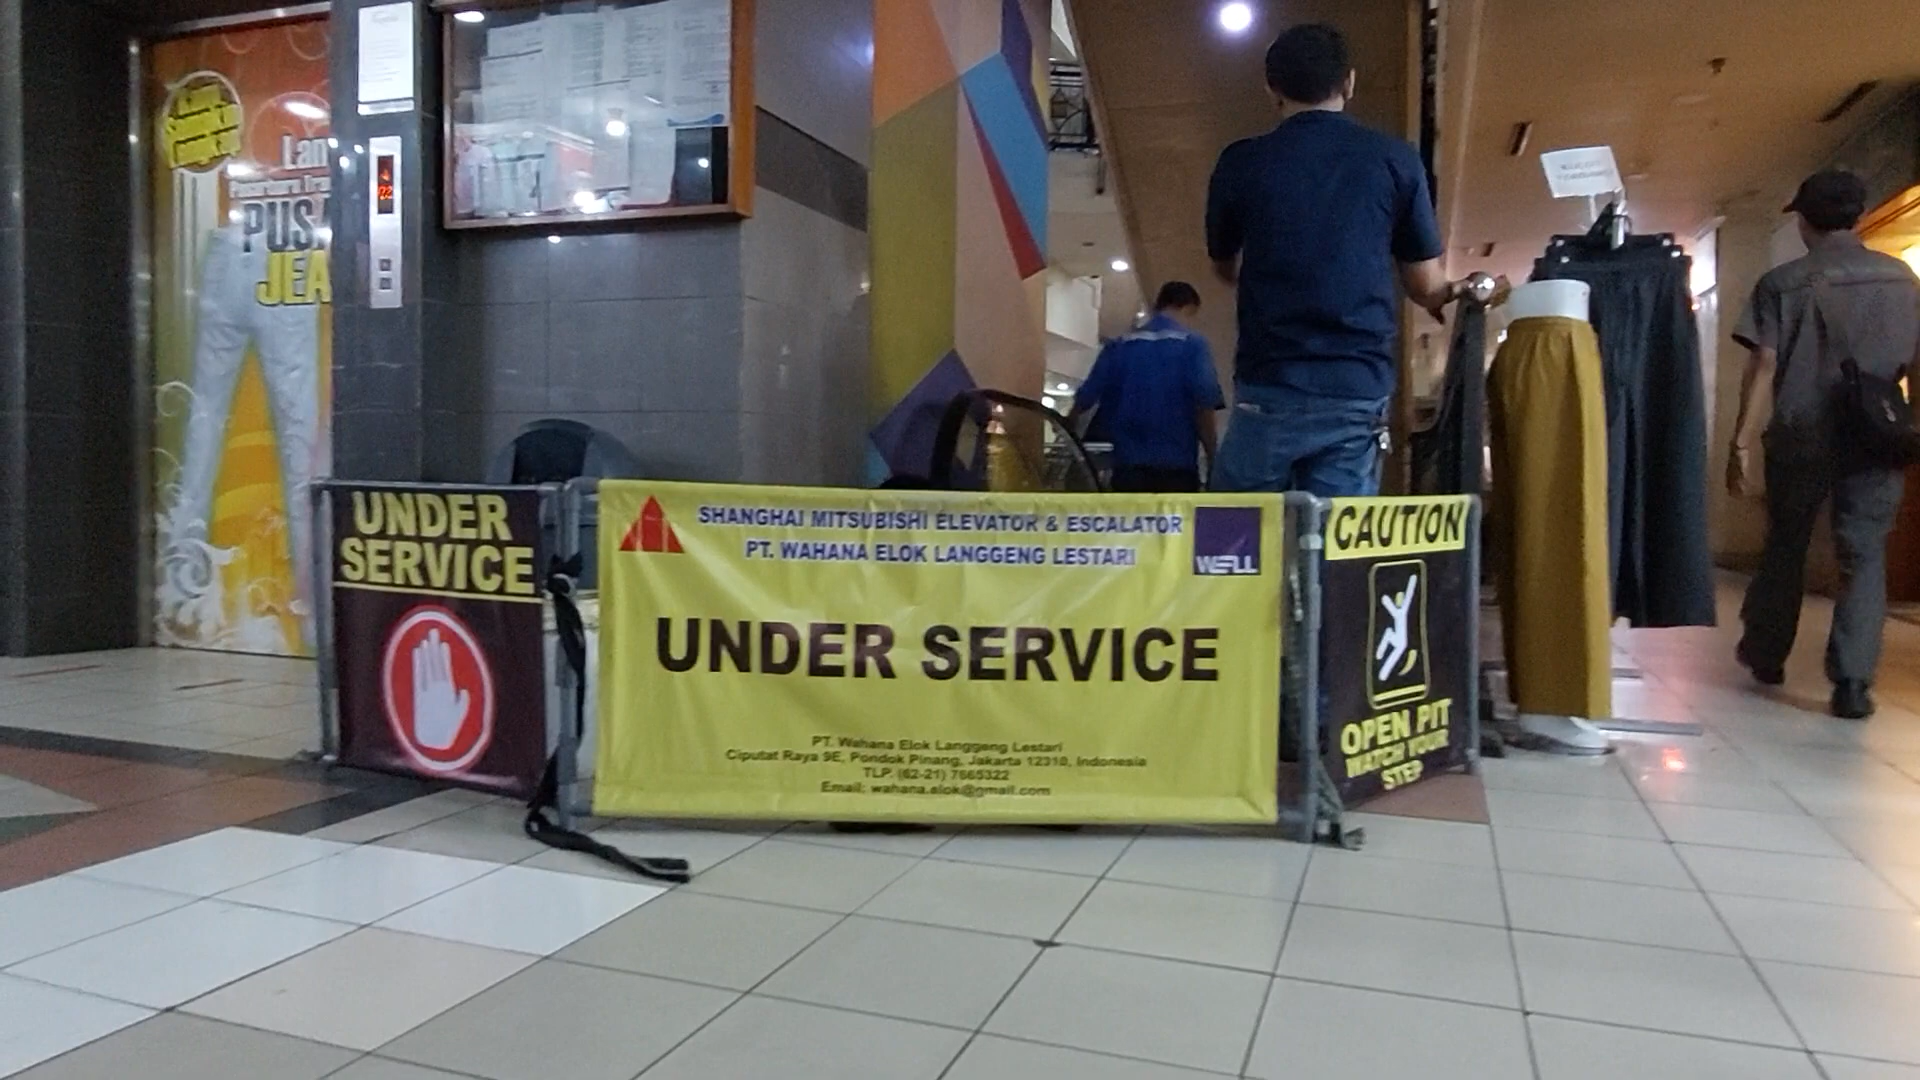 Lan
PUSA
JEA
UNDER
SERVICE
SHANGHAI MITSUBISHI ELEVATOR & ESCALATOR
PT. WAHANA ELOK LANGGENG LESTARI
WELL
UNDER SERVICE
PT. Wahana Elok Langgeng Lestari
Ciputat Raya 9E, Pondok Pinang, Jakarta 12310, Indonesia
TLP. (62-21) 7665322
Email: wahana.elok@gmail.com
CAUTION
OPEN PIT
WATCH YOUR
STEP